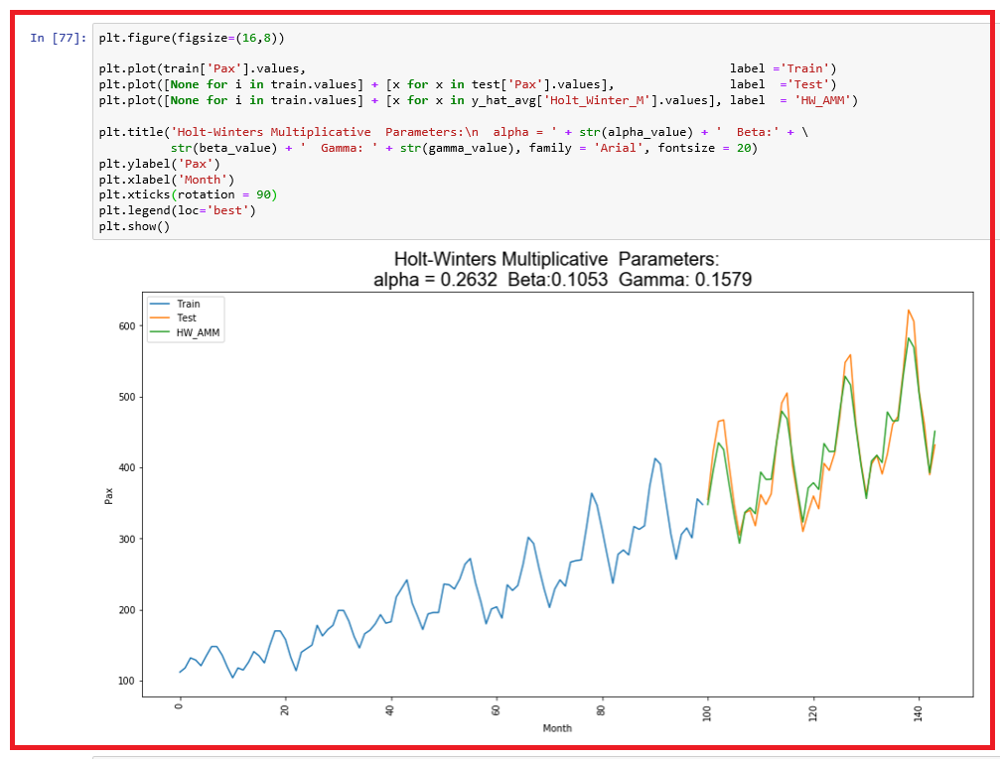 In [77]: plt.figure(figsize=(16,8))
plt.plot(train['Pax'].values,                                                          label ='Train')
plt.plot([None for i in train.values] + [x for x in test['Pax'].values],                label  ='Test')
plt.plot([None for i in train.values] + [x for x in y_hat_avg['Holt_Winter_M'].values], label  = 'HW_AMM')
plt.title('Holt-Winters Multiplicative  Parameters:\n  alpha = ' + str(alpha_value) + '  Beta:' + \
str(beta_value) + '  Gamma: ' + str(gamma_value), family = 'Arial', fontsize = 20)
plt.ylabel('Pax')
plt.xlabel('Month')
plt.xticks(rotation = 90)
plt.legend(loc='best')
plt.show()
Holt-Winters Multiplicative  Parameters:
alpha = 0.2632  Beta:0.1053  Gamma: 0.1579
Train
Test
HW_AMM
600
500
400
300
200
100
Pax
0
20
40
60
80
100
120
140
Month